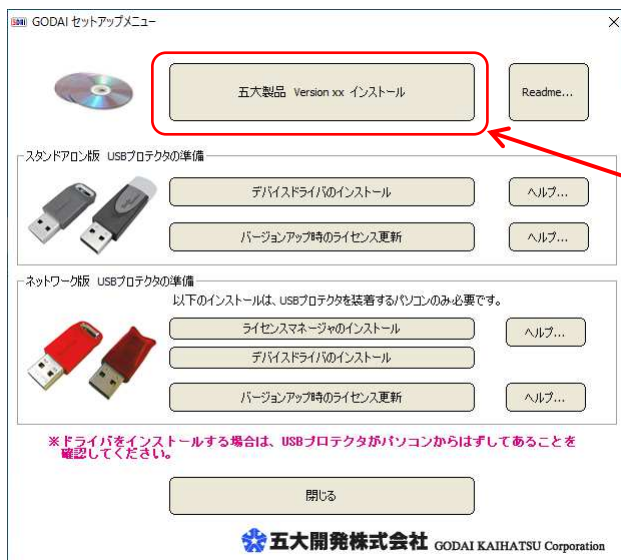 GODAI セットアップメニュー
五大製品 Version xx インストール
Readme...
スタンドアロン版 USBプロテクタの準備
デバイスドライバのインストール
ヘルプ...
バージョンアップ時のライセンス更新
ヘルプ...
ネットワーク版 USBプロテクタの準備
以下のインストールは、USBプロテクタを装着するパソコンのみ必要です。
ライセンスマネージャのインストール
ヘルプ...
デバイスドライバのインストール
バージョンアップ時のライセンス更新
ヘルプ...
※ドライバをインストールする場合は、USBプロテクタがパソコンからはずしてあることを
確認してください。
閉じる
五大開発株式会社 GODAI KAIHATSU Corporation